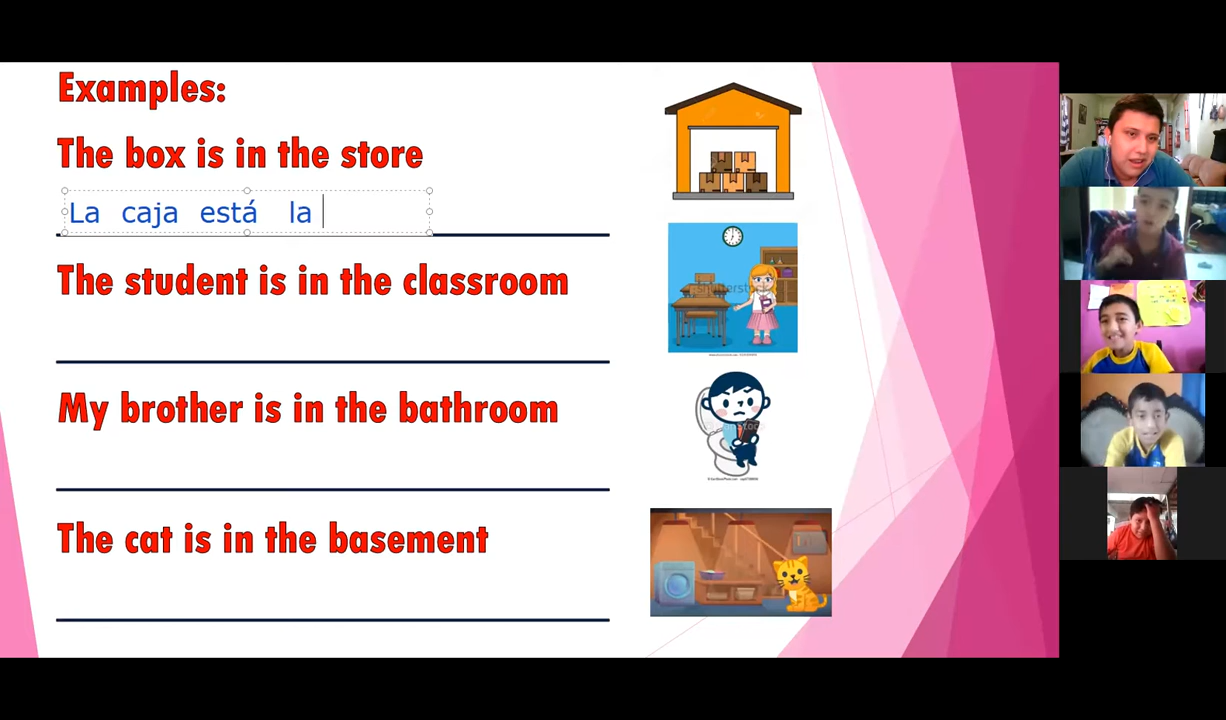 Examples:
The box is in the store
La caja está la
The student is in the classroom
My brother is in the bathroom
The cat is in the basement